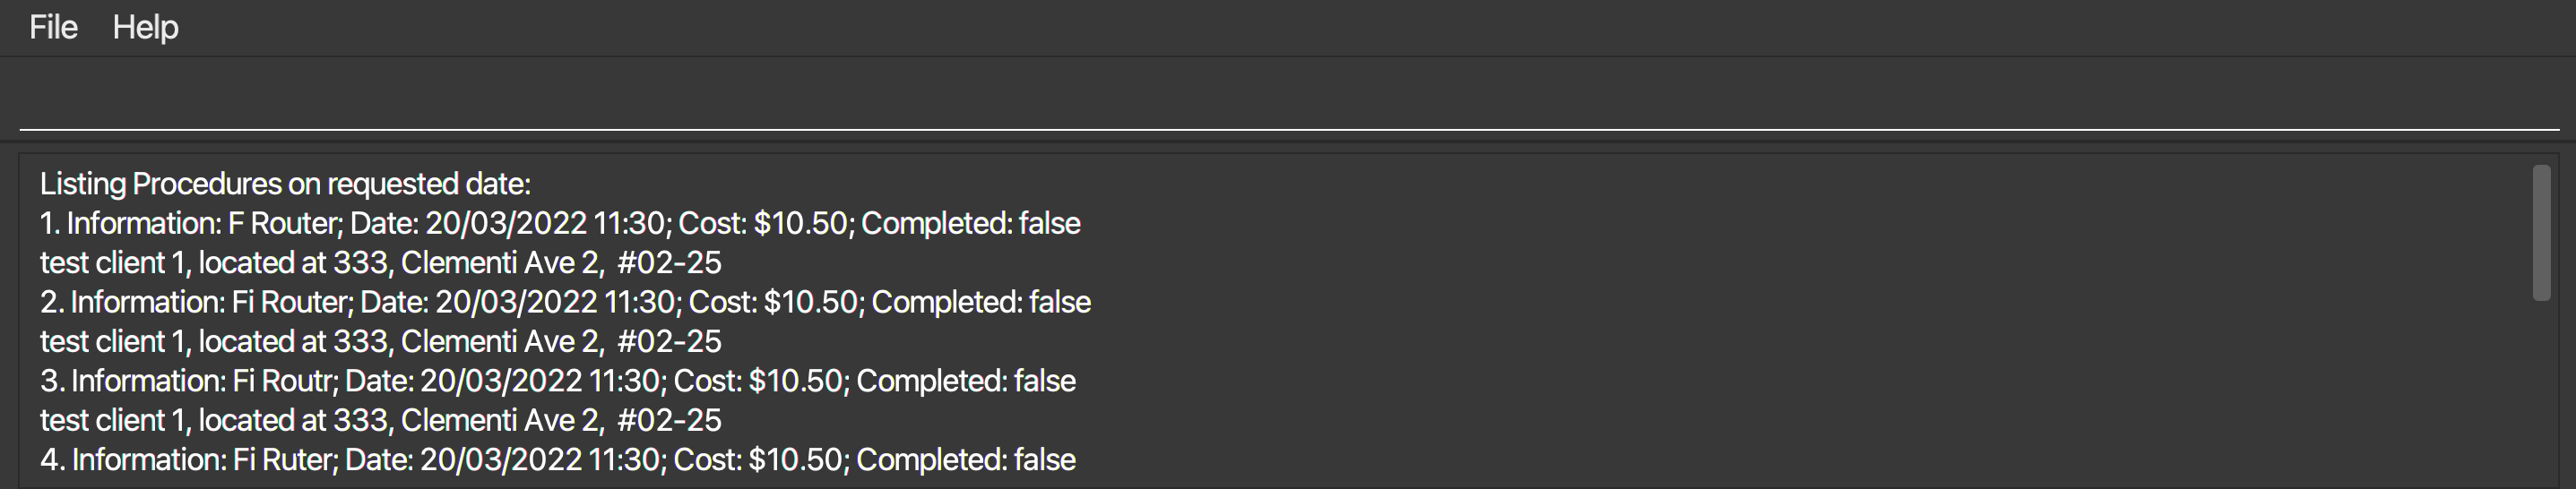 File Help
Listing Procedures on requested date:
1. Information: F Router; Date: 20/03/2022 11:30; Cost: $10.50; Completed: false
test client 1, located at 333, Clementi Ave 2,  #02-25
2. Information: Fi Router; Date: 20/03/2022 11:30; Cost: $10.50; Completed: false
test client 1, located at 333, Clementi Ave 2,  #02-25
3. Information: Fi Routr; Date: 20/03/2022 11:30; Cost: $10.50; Completed: false
test client 1, located at 333, Clementi Ave 2,  #02-25
4. Information: Fi Ruter; Date: 20/03/2022 11:30; Cost: $10.50; Completed: false